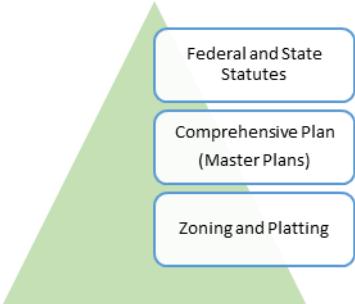 Federal and State
Statutes
Comprehensive Plan
(Master Plans)
Zoning and Platting